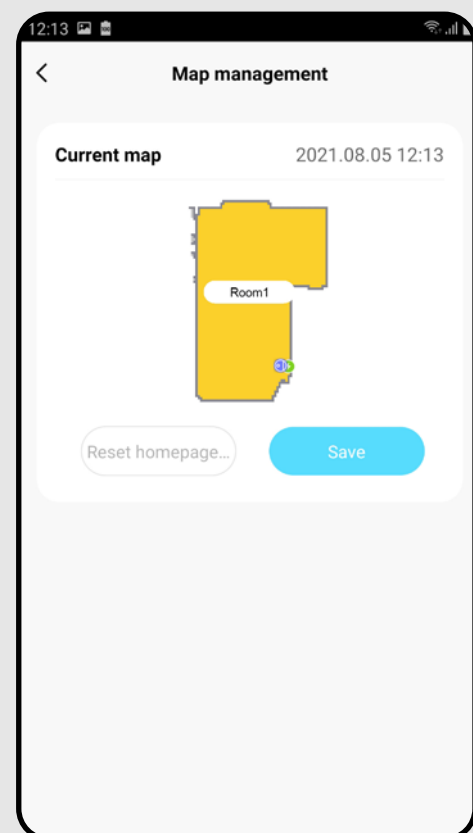 12:13
Map management
Current map 2021.08.05 12:13
Room1
Reset homepage...
Save